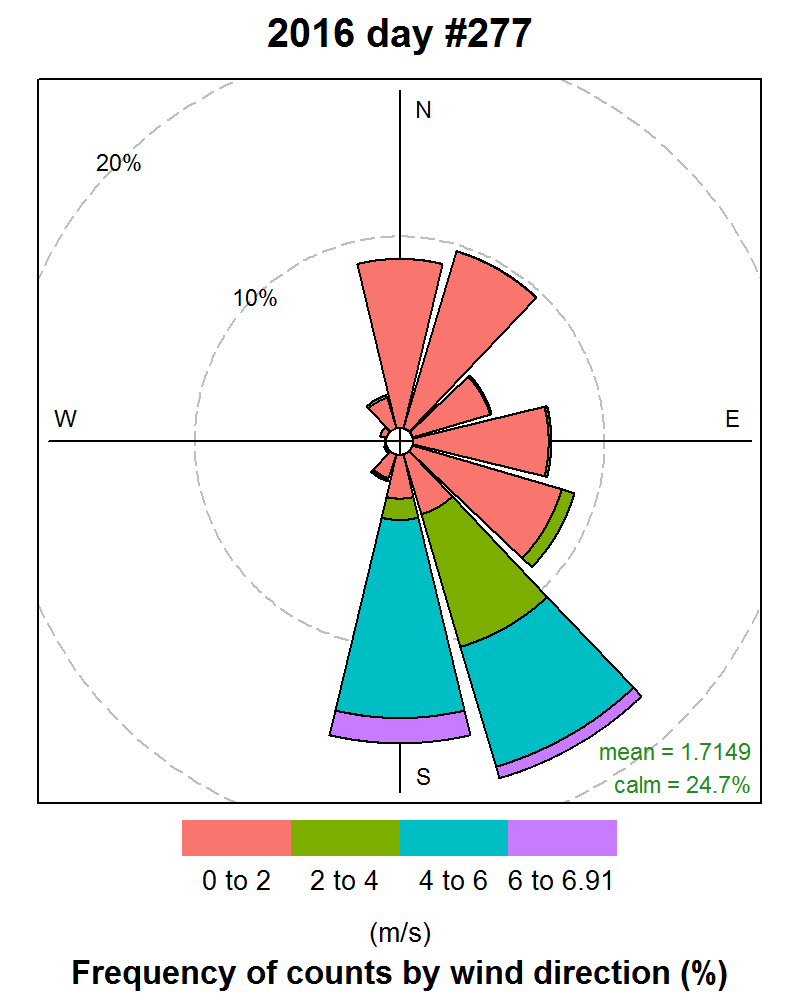 2016 day #277
N
20%
10%
W
E
mean = 1.7149
S
calm = 24.7%
0 to 2 2 to 4 4 to 6 6 to 6.91
(m/s)
Frequency of counts by wind direction (%)